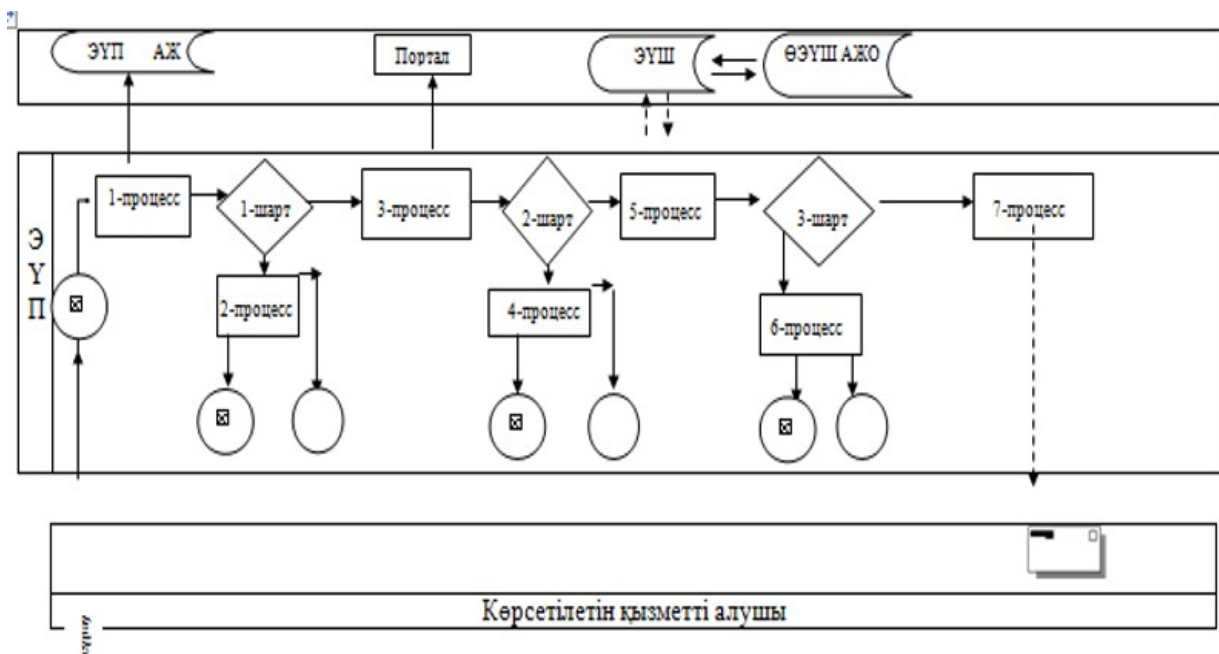 ЭҮП АЖ
Портал
ЭҮШ
ӨЭҮШ АЖО
Э
Ү
П
1-процесс
1-шарт
3-процесс
2-шарт
5-процесс
3-шарт
7-процесс
2-процесс
4-процесс
6-процесс
Көрсетілетін қызметті алушы